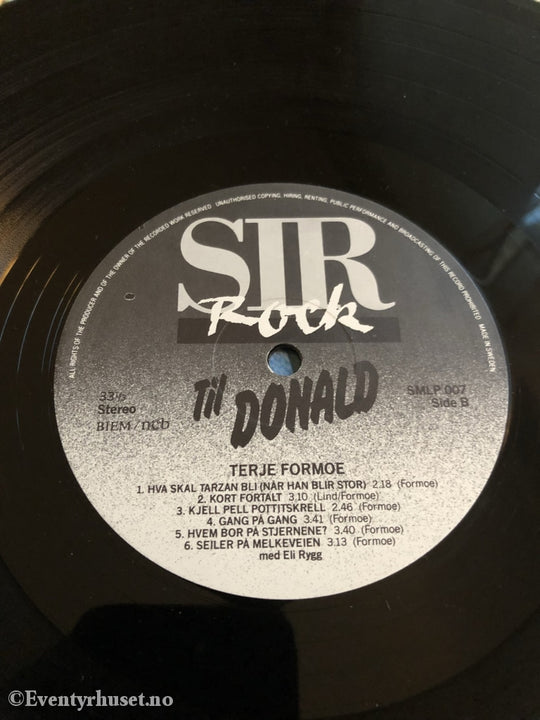 ALL RIGHTS OF THE PRODUCER AND OF THE OWNER OF THE RECORDED WORK RESERVED UNAUTHORISED COPYING, HIRING, RENTING, PUBLIC PERFORMANCE AND BROADCASTING OF THIS RECORD PROHIBITED MADE IN SWEDEN
SIR
Rock
Til DONALD
33⅓
Stereo
BIEM/ncb
SMLP 007
Side B
TERJE FORMOE
1. HVA SKAL TARZAN BLI (NÅR HAN BLIR STOR) 2.18 (Formoe)
2. KORT FORTALT 3.10 (Lind/Formoe)
3. KJELL PELL POTTITSKRELL 2.46 (Formoe)
4. GANG PÅ GANG 3.41 (Formoe)
5. HVEM BOR PÅ STJERNENE? 3.40 (Formoe)
6. SEILER PÅ MELKEVEIEN 3.13 (Formoe)
med Eli Rygg
©Eventyrhuset.no